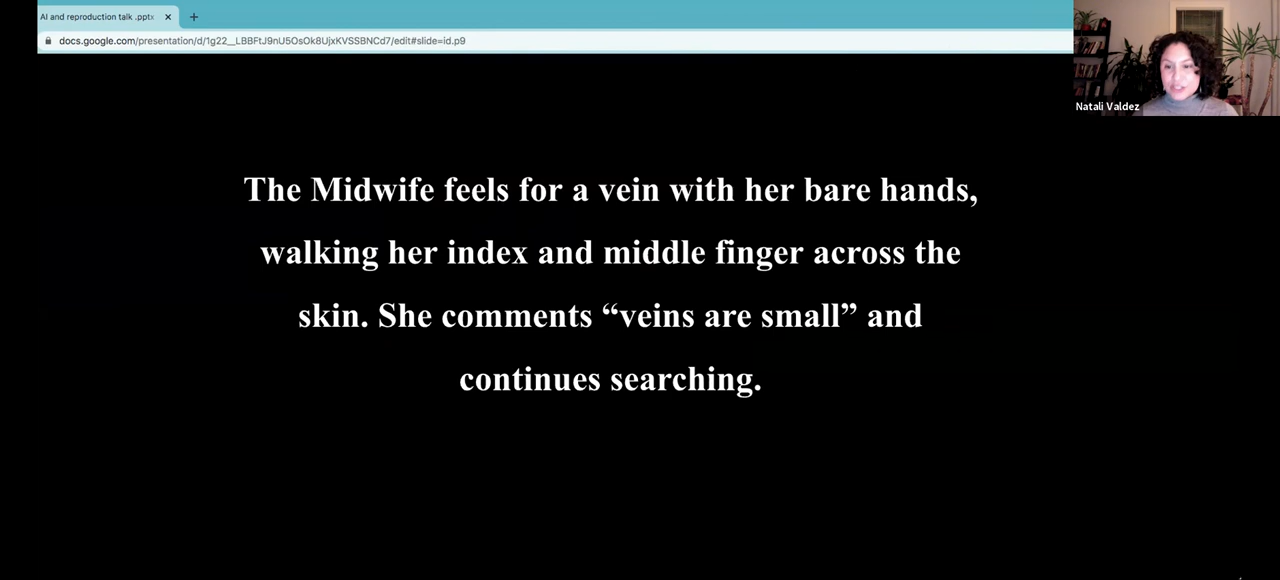 AI and reproduction talk .pptx
docs.google.com/presentation/d/1g22__LBBFtJ9nU5OsOk8UjxKVSSBNCd7/edit#slide=id.p9
Natali Valdez
The Midwife feels for a vein with her bare hands,
walking her index and middle finger across the
skin. She comments “veins are small” and
continues searching.